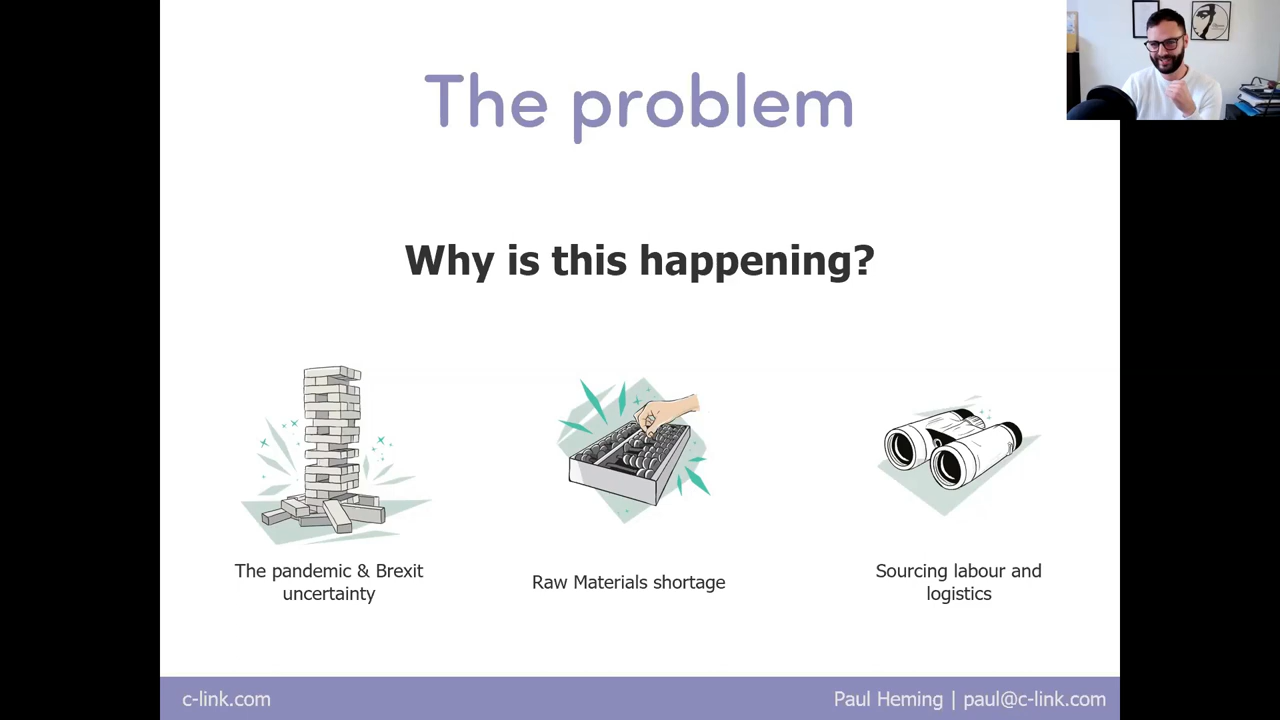 The problem
Why is this happening?
The pandemic & Brexit
uncertainty
Raw Materials shortage
Sourcing labour and
logistics
c-link.com
Paul Heming | paul@c-link.com